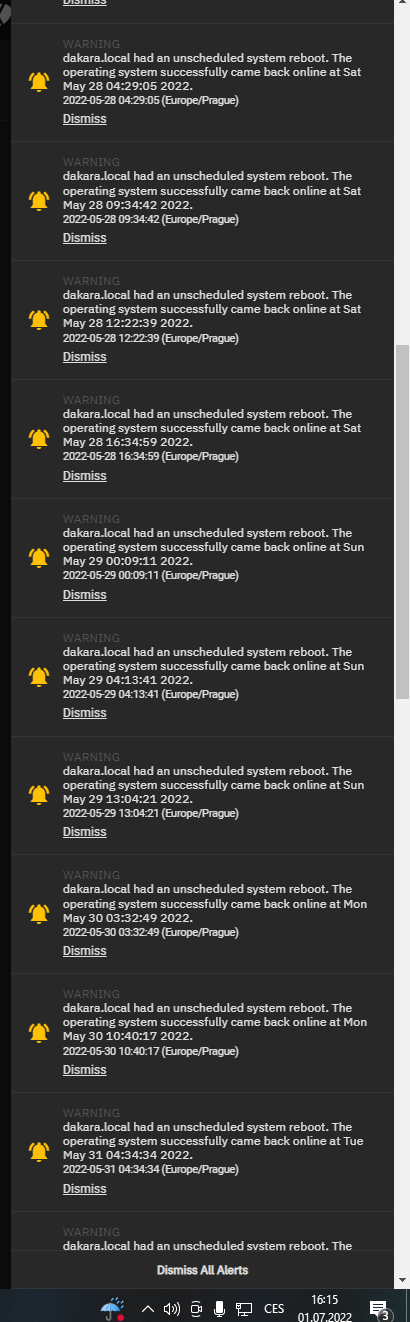 Dismiss
WARNING
dakara.local had an unscheduled system reboot. The
operating system successfully came back online at Sat
May 28 04:29:05 2022.
2022-05-28 04:29:05 (Europe/Prague)
Dismiss
WARNING
dakara.local had an unscheduled system reboot. The
operating system successfully came back online at Sat
May 28 09:34:42 2022.
2022-05-28 09:34:42 (Europe/Prague)
Dismiss
WARNING
dakara.local had an unscheduled system reboot. The
operating system successfully came back online at Sat
May 28 12:22:39 2022.
2022-05-28 12:22:39 (Europe/Prague)
Dismiss
WARNING
dakara.local had an unscheduled system reboot. The
operating system successfully came back online at Sat
May 28 16:34:59 2022.
2022-05-28 16:34:59 (Europe/Prague)
Dismiss
WARNING
dakara.local had an unscheduled system reboot. The
operating system successfully came back online at Sun
May 29 00:09:11 2022.
2022-05-29 00:09:11 (Europe/Prague)
Dismiss
WARNING
dakara.local had an unscheduled system reboot. The
operating system successfully came back online at Sun
May 29 04:13:41 2022.
2022-05-29 04:13:41 (Europe/Prague)
Dismiss
WARNING
dakara.local had an unscheduled system reboot. The
operating system successfully came back online at Sun
May 29 13:04:21 2022.
2022-05-29 13:04:21 (Europe/Prague)
Dismiss
WARNING
dakara.local had an unscheduled system reboot. The
operating system successfully came back online at Mon
May 30 03:32:49 2022.
2022-05-30 03:32:49 (Europe/Prague)
Dismiss
WARNING
dakara.local had an unscheduled system reboot. The
operating system successfully came back online at Mon
May 30 10:40:17 2022.
2022-05-30 10:40:17 (Europe/Prague)
Dismiss
WARNING
dakara.local had an unscheduled system reboot. The
operating system successfully came back online at Tue
May 31 04:34:34 2022.
2022-05-31 04:34:34 (Europe/Prague)
Dismiss
WARNING
dakara.local had an unscheduled system reboot. The
Dismiss All Alerts
CES
16:15
01.07.2022
3